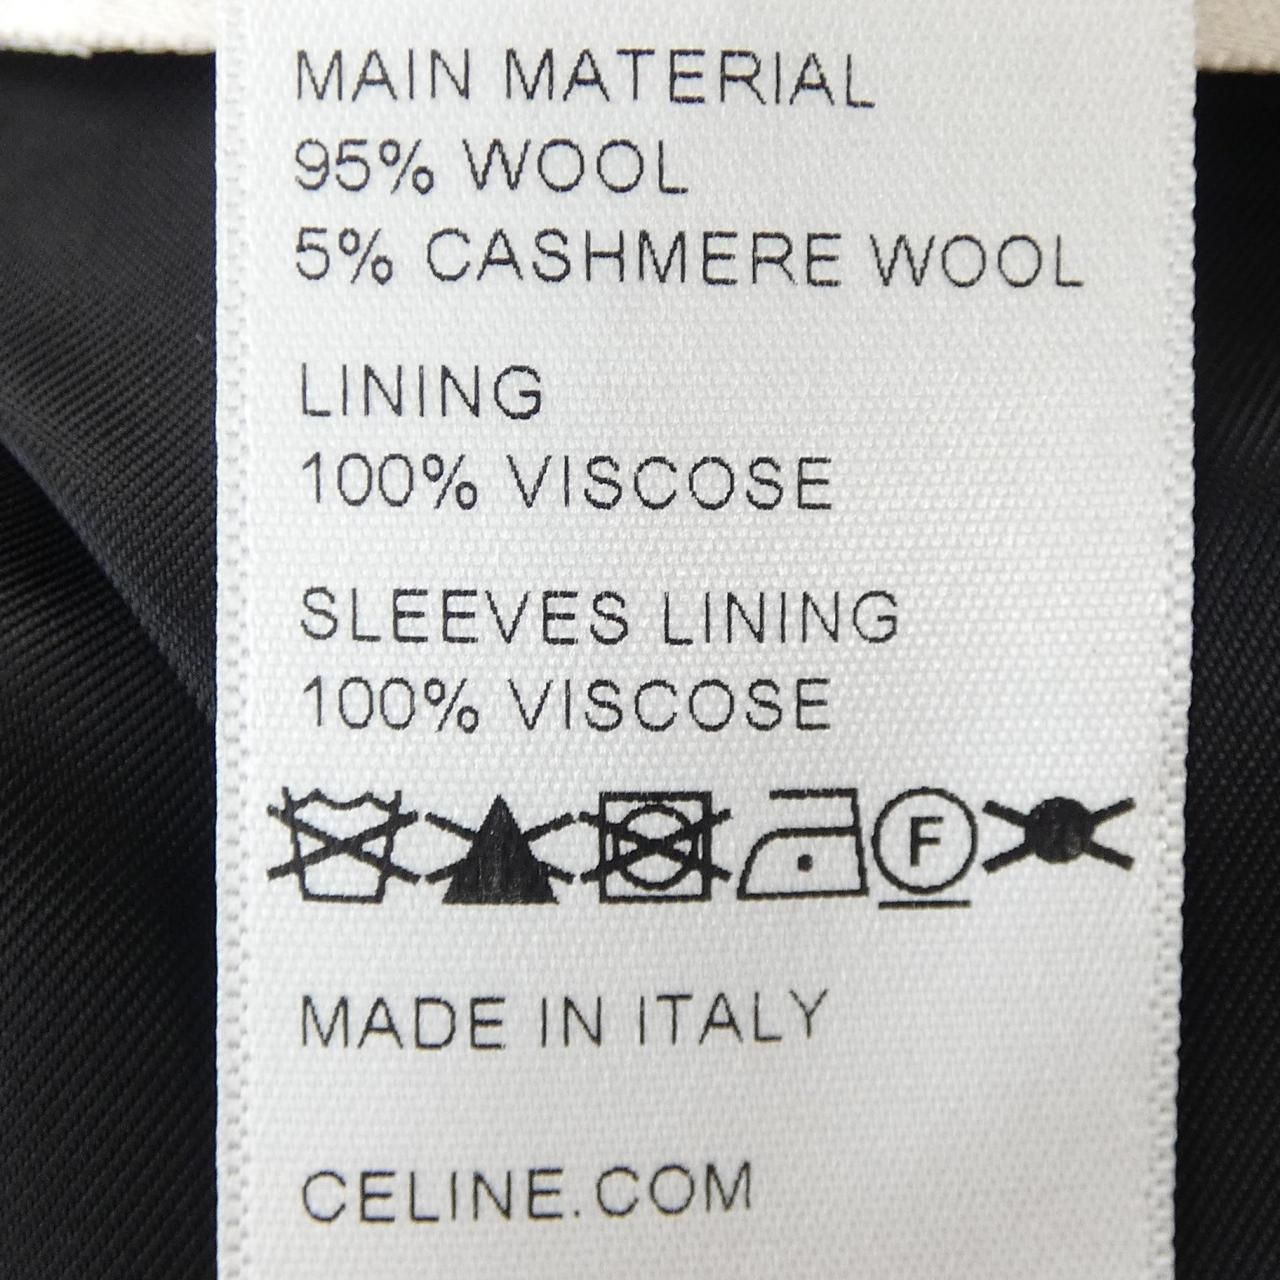 MAIN MATERIAL
95% WOOL
5% CASHMERE WOOL
LINING
100% VISCOSE
SLEEVES LINING
100% VISCOSE
F
MADE IN ITALY
CELINE.COM